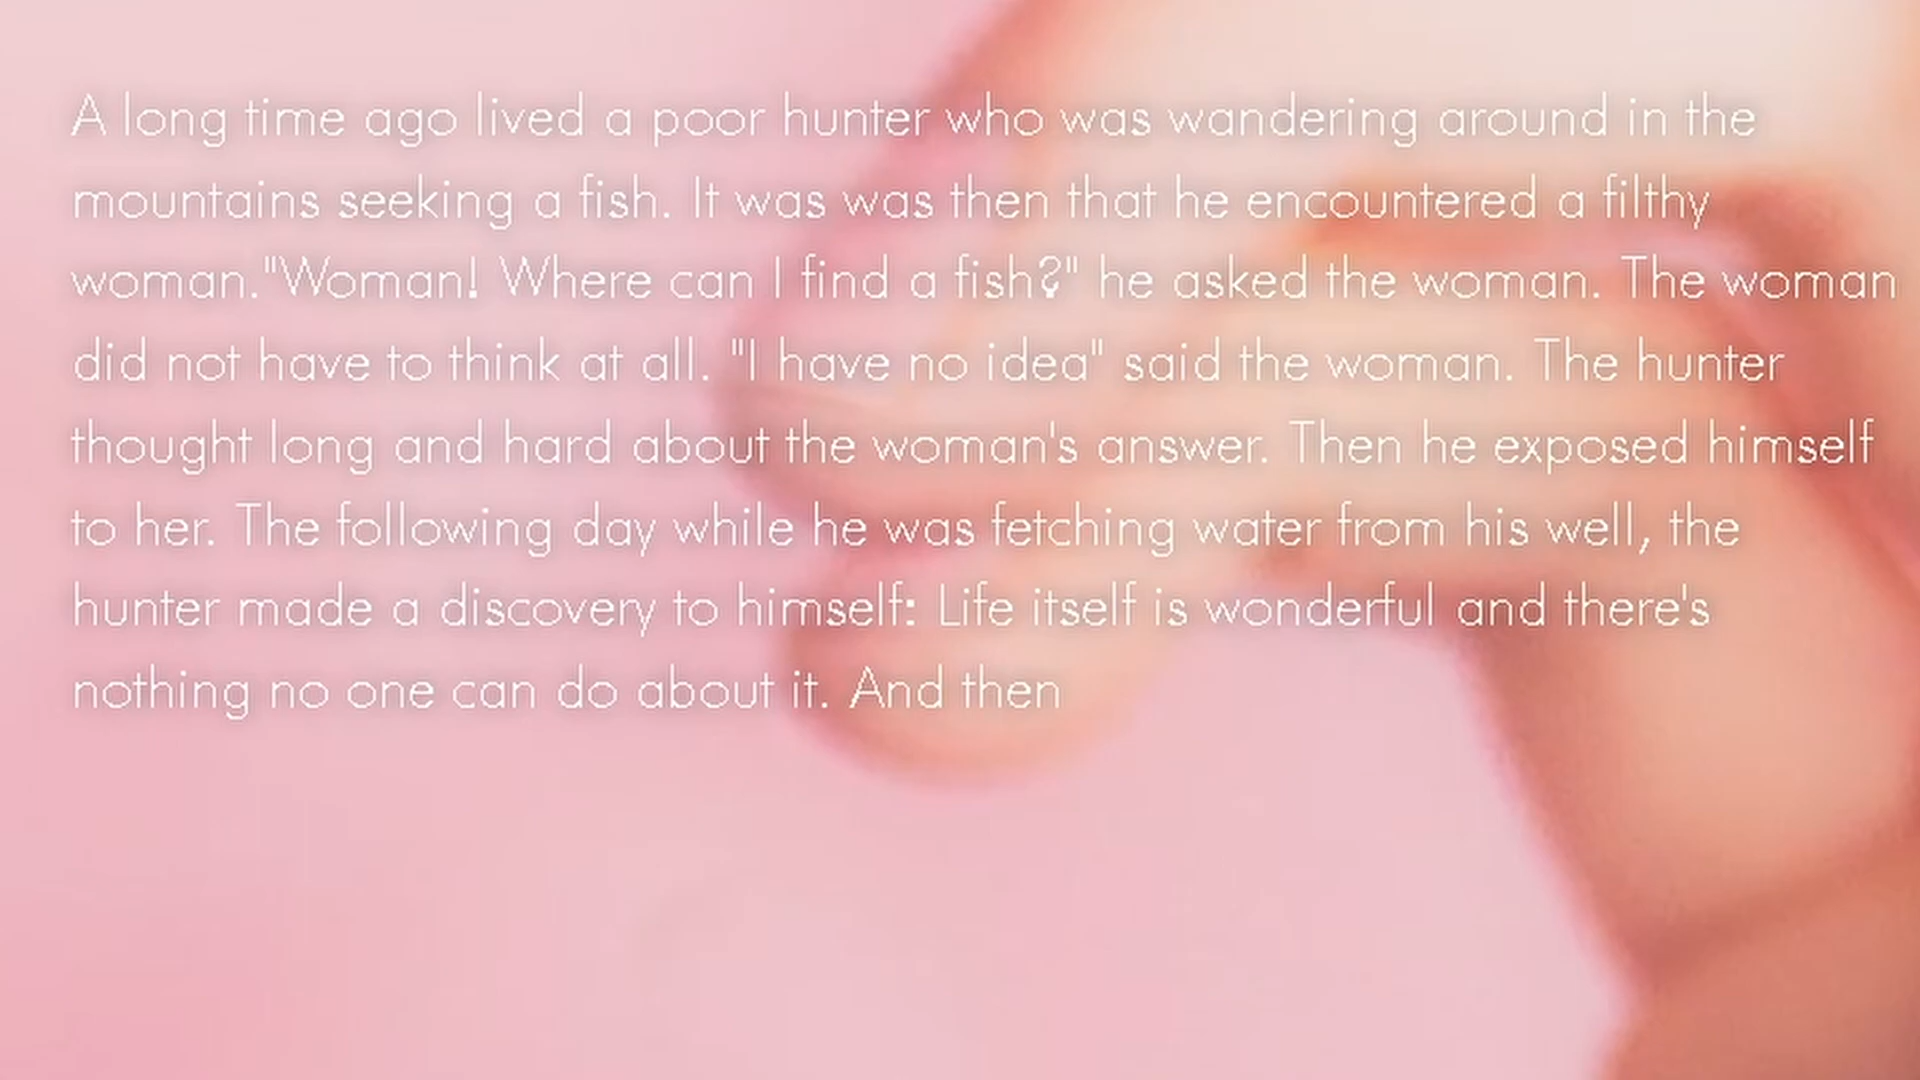 A long time ago lived a poor hunter who was wandering around in the
mountains seeking a fish. It was was then that he encountered a filthy
woman."Woman! Where can I find a fish?" he asked the woman. The woman
did not have to think at all. "I have no idea" said the woman. The hunter
thought long and hard about the woman's answer. Then he exposed himself
to her. The following day while he was fetching water from his well, the
hunter made a discovery to himself: Life itself is wonderful and there's
nothing no one can do about it. And then